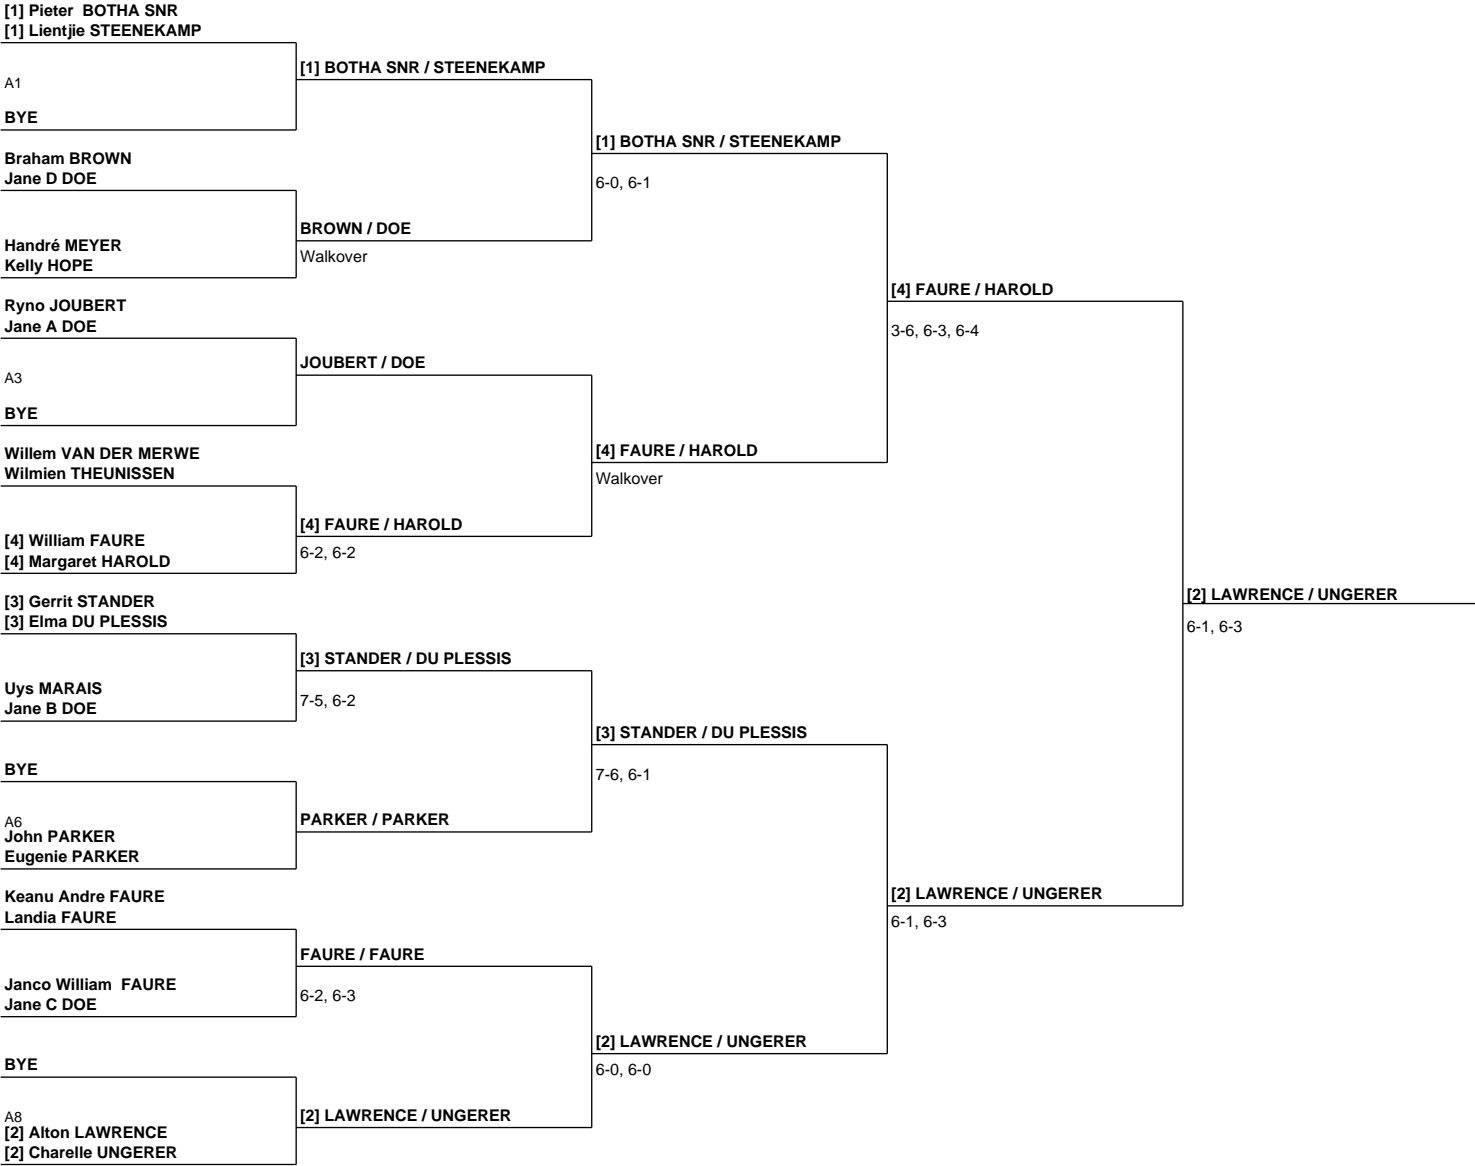 [1] Pieter  BOTHA SNR
[1] Lientjie STEENEKAMP
A1
BYE
Braham BROWN
Jane D DOE
Handré MEYER
Kelly HOPE
Ryno JOUBERT
Jane A DOE
A3
BYE
Willem VAN DER MERWE
Wilmien THEUNISSEN
[4] William FAURE
[4] Margaret HAROLD
[3] Gerrit STANDER
[3] Elma DU PLESSIS
Uys MARAIS
Jane B DOE
BYE
A6
John PARKER
Eugenie PARKER
Keanu Andre FAURE
Landia FAURE
Janco William  FAURE
Jane C DOE
BYE
A8
[2] Alton LAWRENCE
[2] Charelle UNGERER
[1] BOTHA SNR / STEENEKAMP
BROWN / DOE
Walkover
JOUBERT / DOE
[4] FAURE / HAROLD
6-2, 6-2
[3] STANDER / DU PLESSIS
7-5, 6-2
PARKER / PARKER
FAURE / FAURE
6-2, 6-3
[2] LAWRENCE / UNGERER
[1] BOTHA SNR / STEENEKAMP
6-0, 6-1
[4] FAURE / HAROLD
Walkover
[3] STANDER / DU PLESSIS
7-6, 6-1
[2] LAWRENCE / UNGERER
6-0, 6-0
[4] FAURE / HAROLD
3-6, 6-3, 6-4
[2] LAWRENCE / UNGERER
6-1, 6-3
[2] LAWRENCE / UNGERER
6-1, 6-3